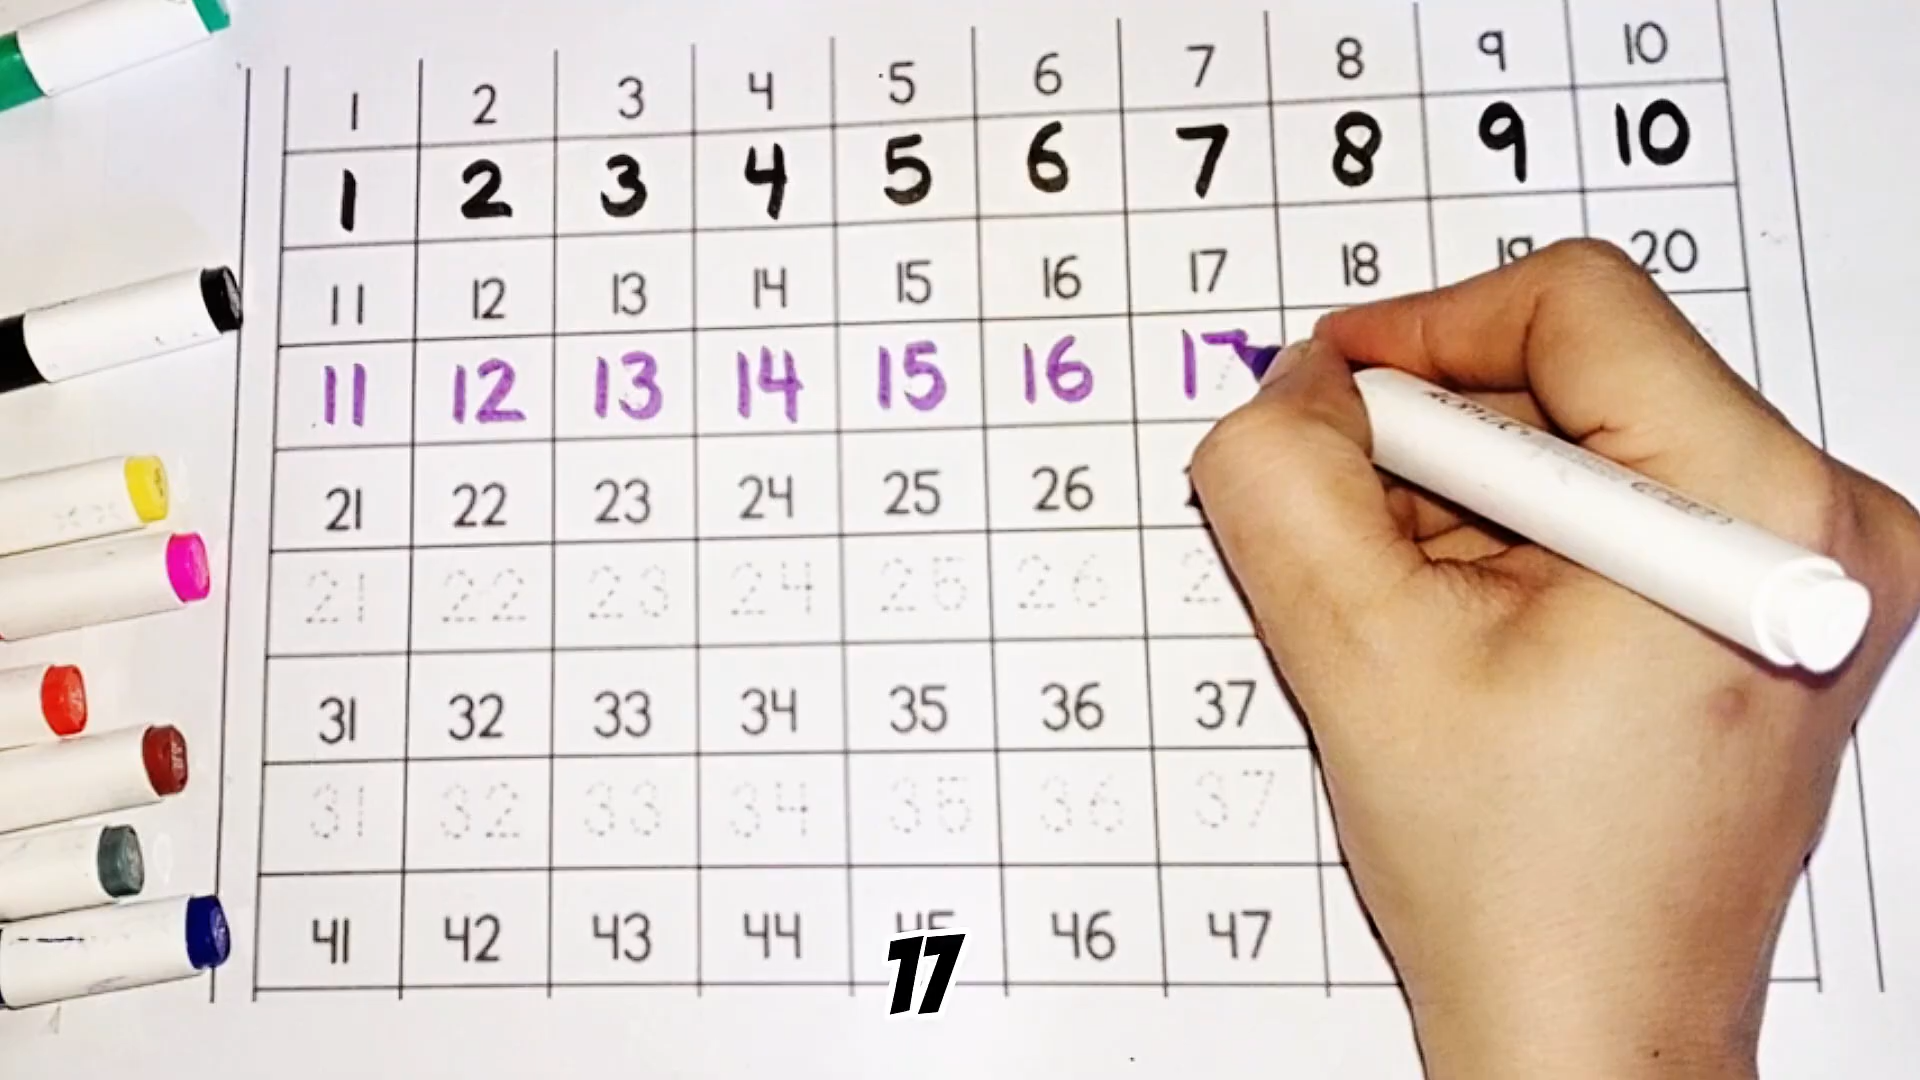 1 2 3 4 5 6 7 8 9 10
1 2 3 4 5 6 7 8 9 10
11 12 13 14 15 16 17 18 19 20
11 12 13 14 15 16 17
21 22 23 24 25 26
21 22 23 24 25 26 2
31 32 33 34 35 36 37
31 32 33 34 35 36 37
41 42 43 44 45 46 47
17